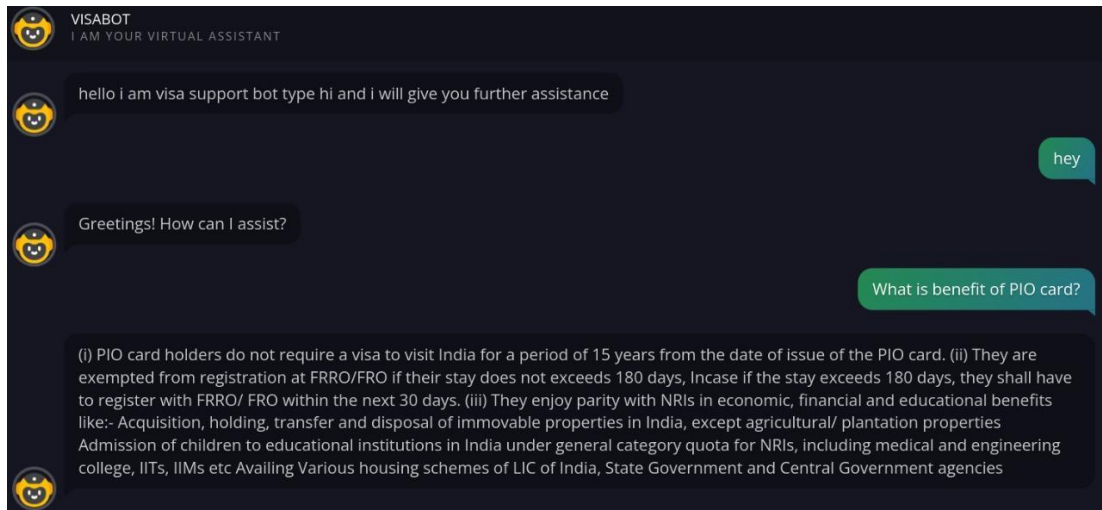 VISABOT
I AM YOUR VIRTUAL ASSISTANT
hello i am visa support bot type hi and i will give you further assistance
hey
Greetings! How can I assist?
What is benefit of PIO card?
(i) PIO card holders do not require a visa to visit India for a period of 15 years from the date of issue of the PIO card. (ii) They are
exempted from registration at FRRO/FRO if their stay does not exceeds 180 days, Incase if the stay exceeds 180 days, they shall have
to register with FRRO/ FRO within the next 30 days. (iii) They enjoy parity with NRIs in economic, financial and educational benefits
like:- Acquisition, holding, transfer and disposal of immovable properties in India, except agricultural/ plantation properties
Admission of children to educational institutions in India under general category quota for NRIs, including medical and engineering
college, IITs, IIMs etc Availing Various housing schemes of LIC of India, State Government and Central Government agencies